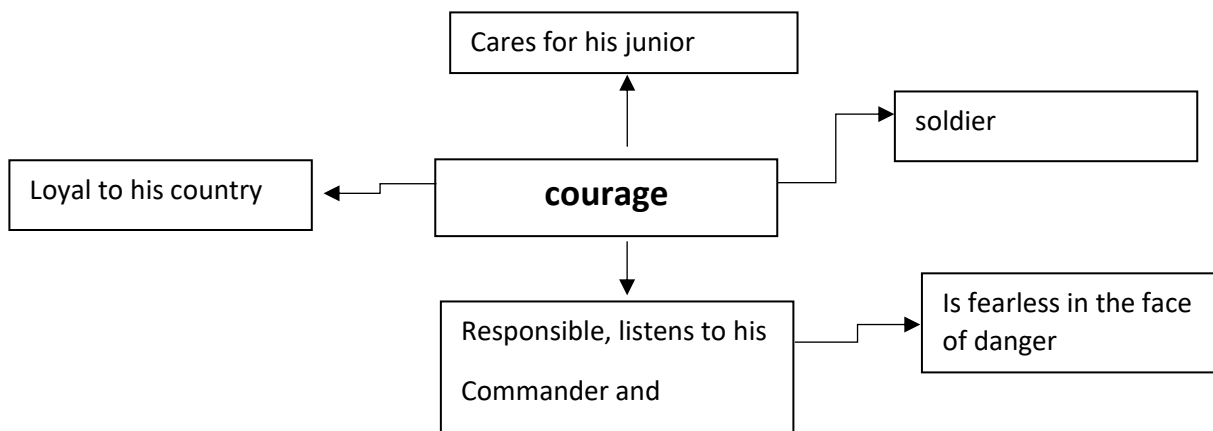 Cares for his junior
soldier
Loyal to his country
courage
Responsible, listens to his
Commander and
Is fearless in the face
of danger